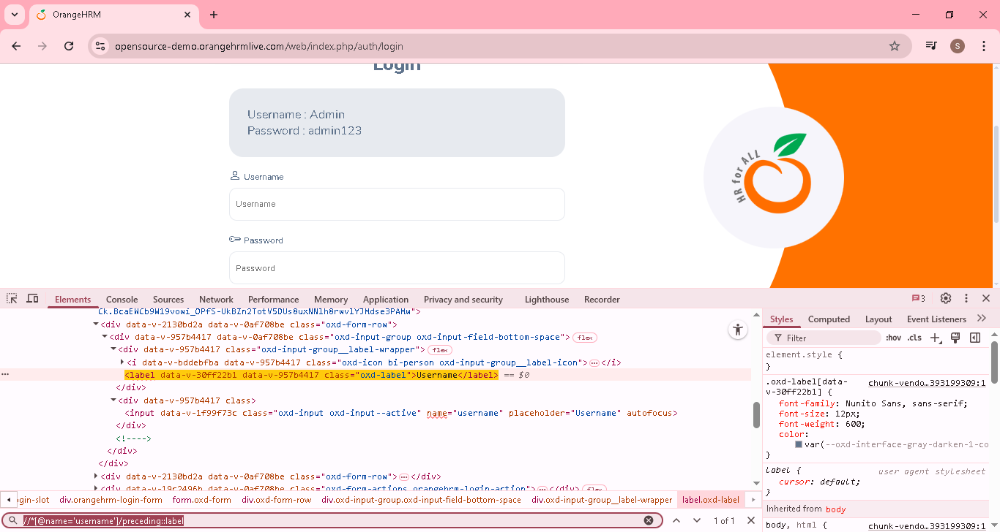 OrangeHRM
opensource-demo.orangehrmlive.com/web/index.php/auth/login
S
Login
Username : Admin
Password : admin123
Username
Username
Password
Password
HR for ALL
Elements Console Sources Network Performance Memory Application Privacy and security Lighthouse Recorder 3
<div data-v-2130bd2a data-v-0af708be class="oxd-form-row">
<div data-v-957b4417 data-v-0af708be class="oxd-input-group oxd-input-field-bottom-space"> flex
<div data-v-957b4417 class="oxd-input-group__label-wrapper"> flex
<i data-v-bddebfba data-v-957b4417 class="oxd-icon bi-person oxd-input-group__label-icon">…</i>
<label data-v-30ff22b1 data-v-957b4417 class="oxd-label">Username</label> == $0
</div>
<div data-v-957b4417 class>
<input data-v-1f99f73c class="oxd-input oxd-input--active" name="username" placeholder="Username" autofocus>
</div>
<!---->
</div>
</div>
<div data-v-2130bd2a data-v-0af708be class="oxd-form-row">…</div>
<div data-v-19c2496b data-v-0af708be class="oxd-form-actions orangehrm-login-action">…</div> flex
gin-slot div.orangehrm-login-form form.oxd-form div.oxd-form-row div.oxd-input-group.oxd-input-field-bottom-space div.oxd-input-group__label-wrapper label.oxd-label
//*[@name='username']/preceding::label
1 of 1
Styles Computed Layout Event Listeners
Filter :hov .cls
element.style {
}
.oxd-label[data- chunk-vendo…393199309:1
v-30ff22b1] {
font-family: Nunito Sans, sans-serif;
font-size: 12px;
font-weight: 600;
color:
var(--oxd-interface-gray-darken-1-co
}
label { user agent stylesheet
cursor: default;
}
Inherited from body
body, html { chunk-vendo…393199309:1